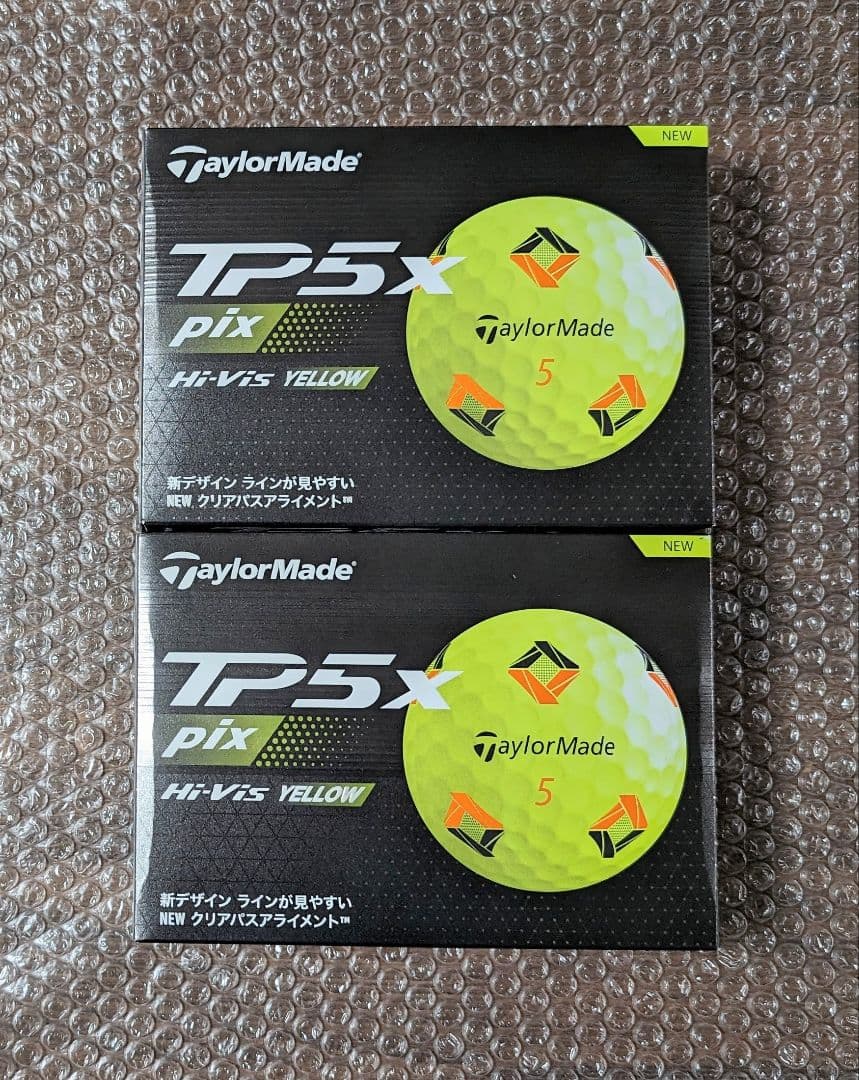 NEW
TaylorMade
TP5x
pix
Hi-Vis YELLOW
TaylorMade
5
新デザイン ラインが見やすい
NEW クリアパスアライメント™
NEW
TaylorMade
TP5x
pix
Hi-Vis YELLOW
TaylorMade
5
新デザイン ラインが見やすい
NEW クリアパスアライメント™